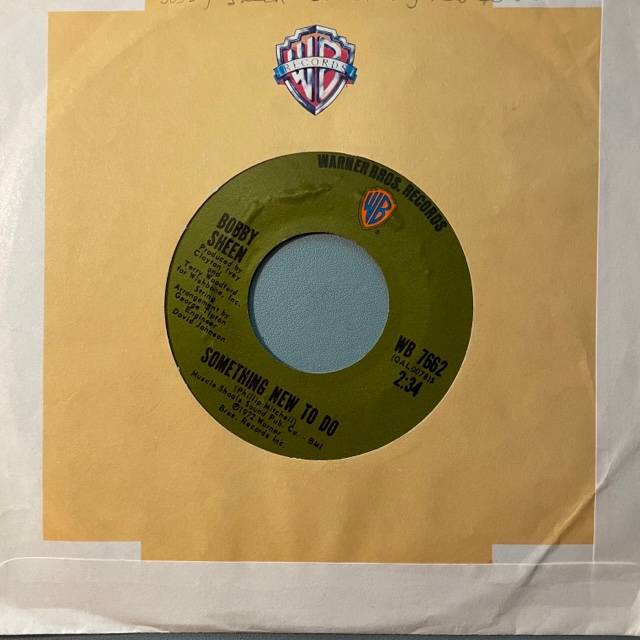 WB
RECORDS
WARNER BROS. RECORDS
WB
®
BOBBY
SHEEN
Produced by
Clayton Ivey
and
Terry Woodford
for Wishbone, Inc.
String
Arrangement by
George Tipton
Engineer
David Johnson
WB 7662
(QAL0078)S
2:34
SOMETHING NEW TO DO
(Phillip Mitchell)
Muscle Shoals Sound Pub. Co. - BMI
℗1972 Warner
Bros. Records Inc.